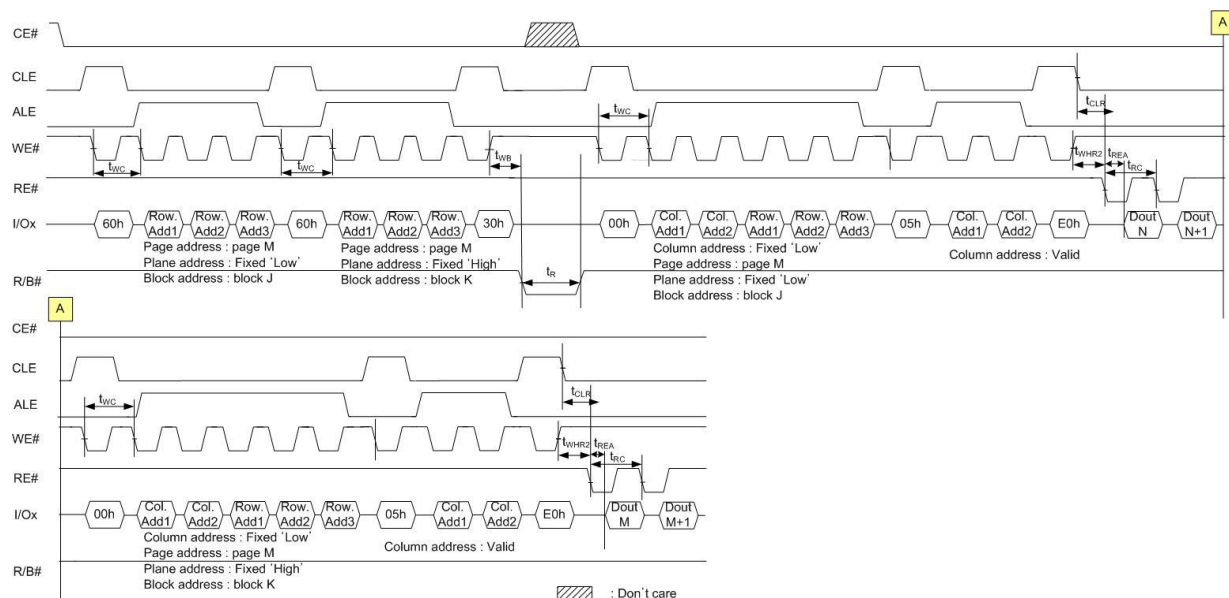 A
CE#
CLE
tCLR
ALE
tWC
WE#
tWC
tWC
tWB
tWHR2
tREA
tRC
RE#
I/Ox
60h
Row. Add1
Row. Add2
Row. Add3
60h
Row. Add1
Row. Add2
Row. Add3
30h
00h
Col. Add1
Col. Add2
Row. Add1
Row. Add2
Row. Add3
05h
Col. Add1
Col. Add2
E0h
Dout N
Dout N+1
Page address : page M
Plane address : Fixed 'Low'
Block address : block J
Page address : page M
Plane address : Fixed 'High'
Block address : block K
Column address : Fixed 'Low'
Page address : page M
Plane address : Fixed 'Low'
Block address : block J
Column address : Valid
R/B#
tR
A
CE#
CLE
tCLR
ALE
tWC
WE#
tWHR2
tREA
tRC
RE#
I/Ox
00h
Col. Add1
Col. Add2
Row. Add1
Row. Add2
Row. Add3
05h
Col. Add1
Col. Add2
E0h
Dout M
Dout M+1
Column address : Fixed 'Low'
Page address : page M
Plane address : Fixed 'High'
Block address : block K
Column address : Valid
R/B#
: Don't care